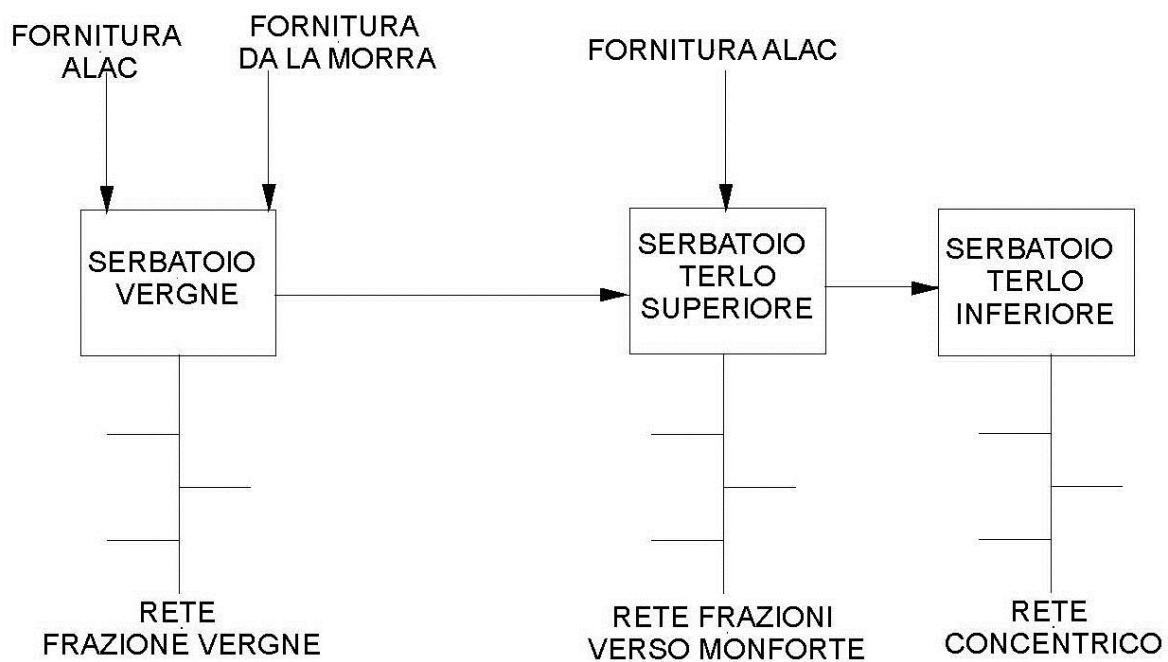 FORNITURA
ALAC
FORNITURA
DA LA MORRA
FORNITURA ALAC
SERBATOIO
VERGNE
SERBATOIO
TERLO
SUPERIORE
SERBATOIO
TERLO
INFERIORE
RETE
FRAZIONE VERGNE
RETE FRAZIONI
VERSO MONFORTE
RETE
CONCENTRICO